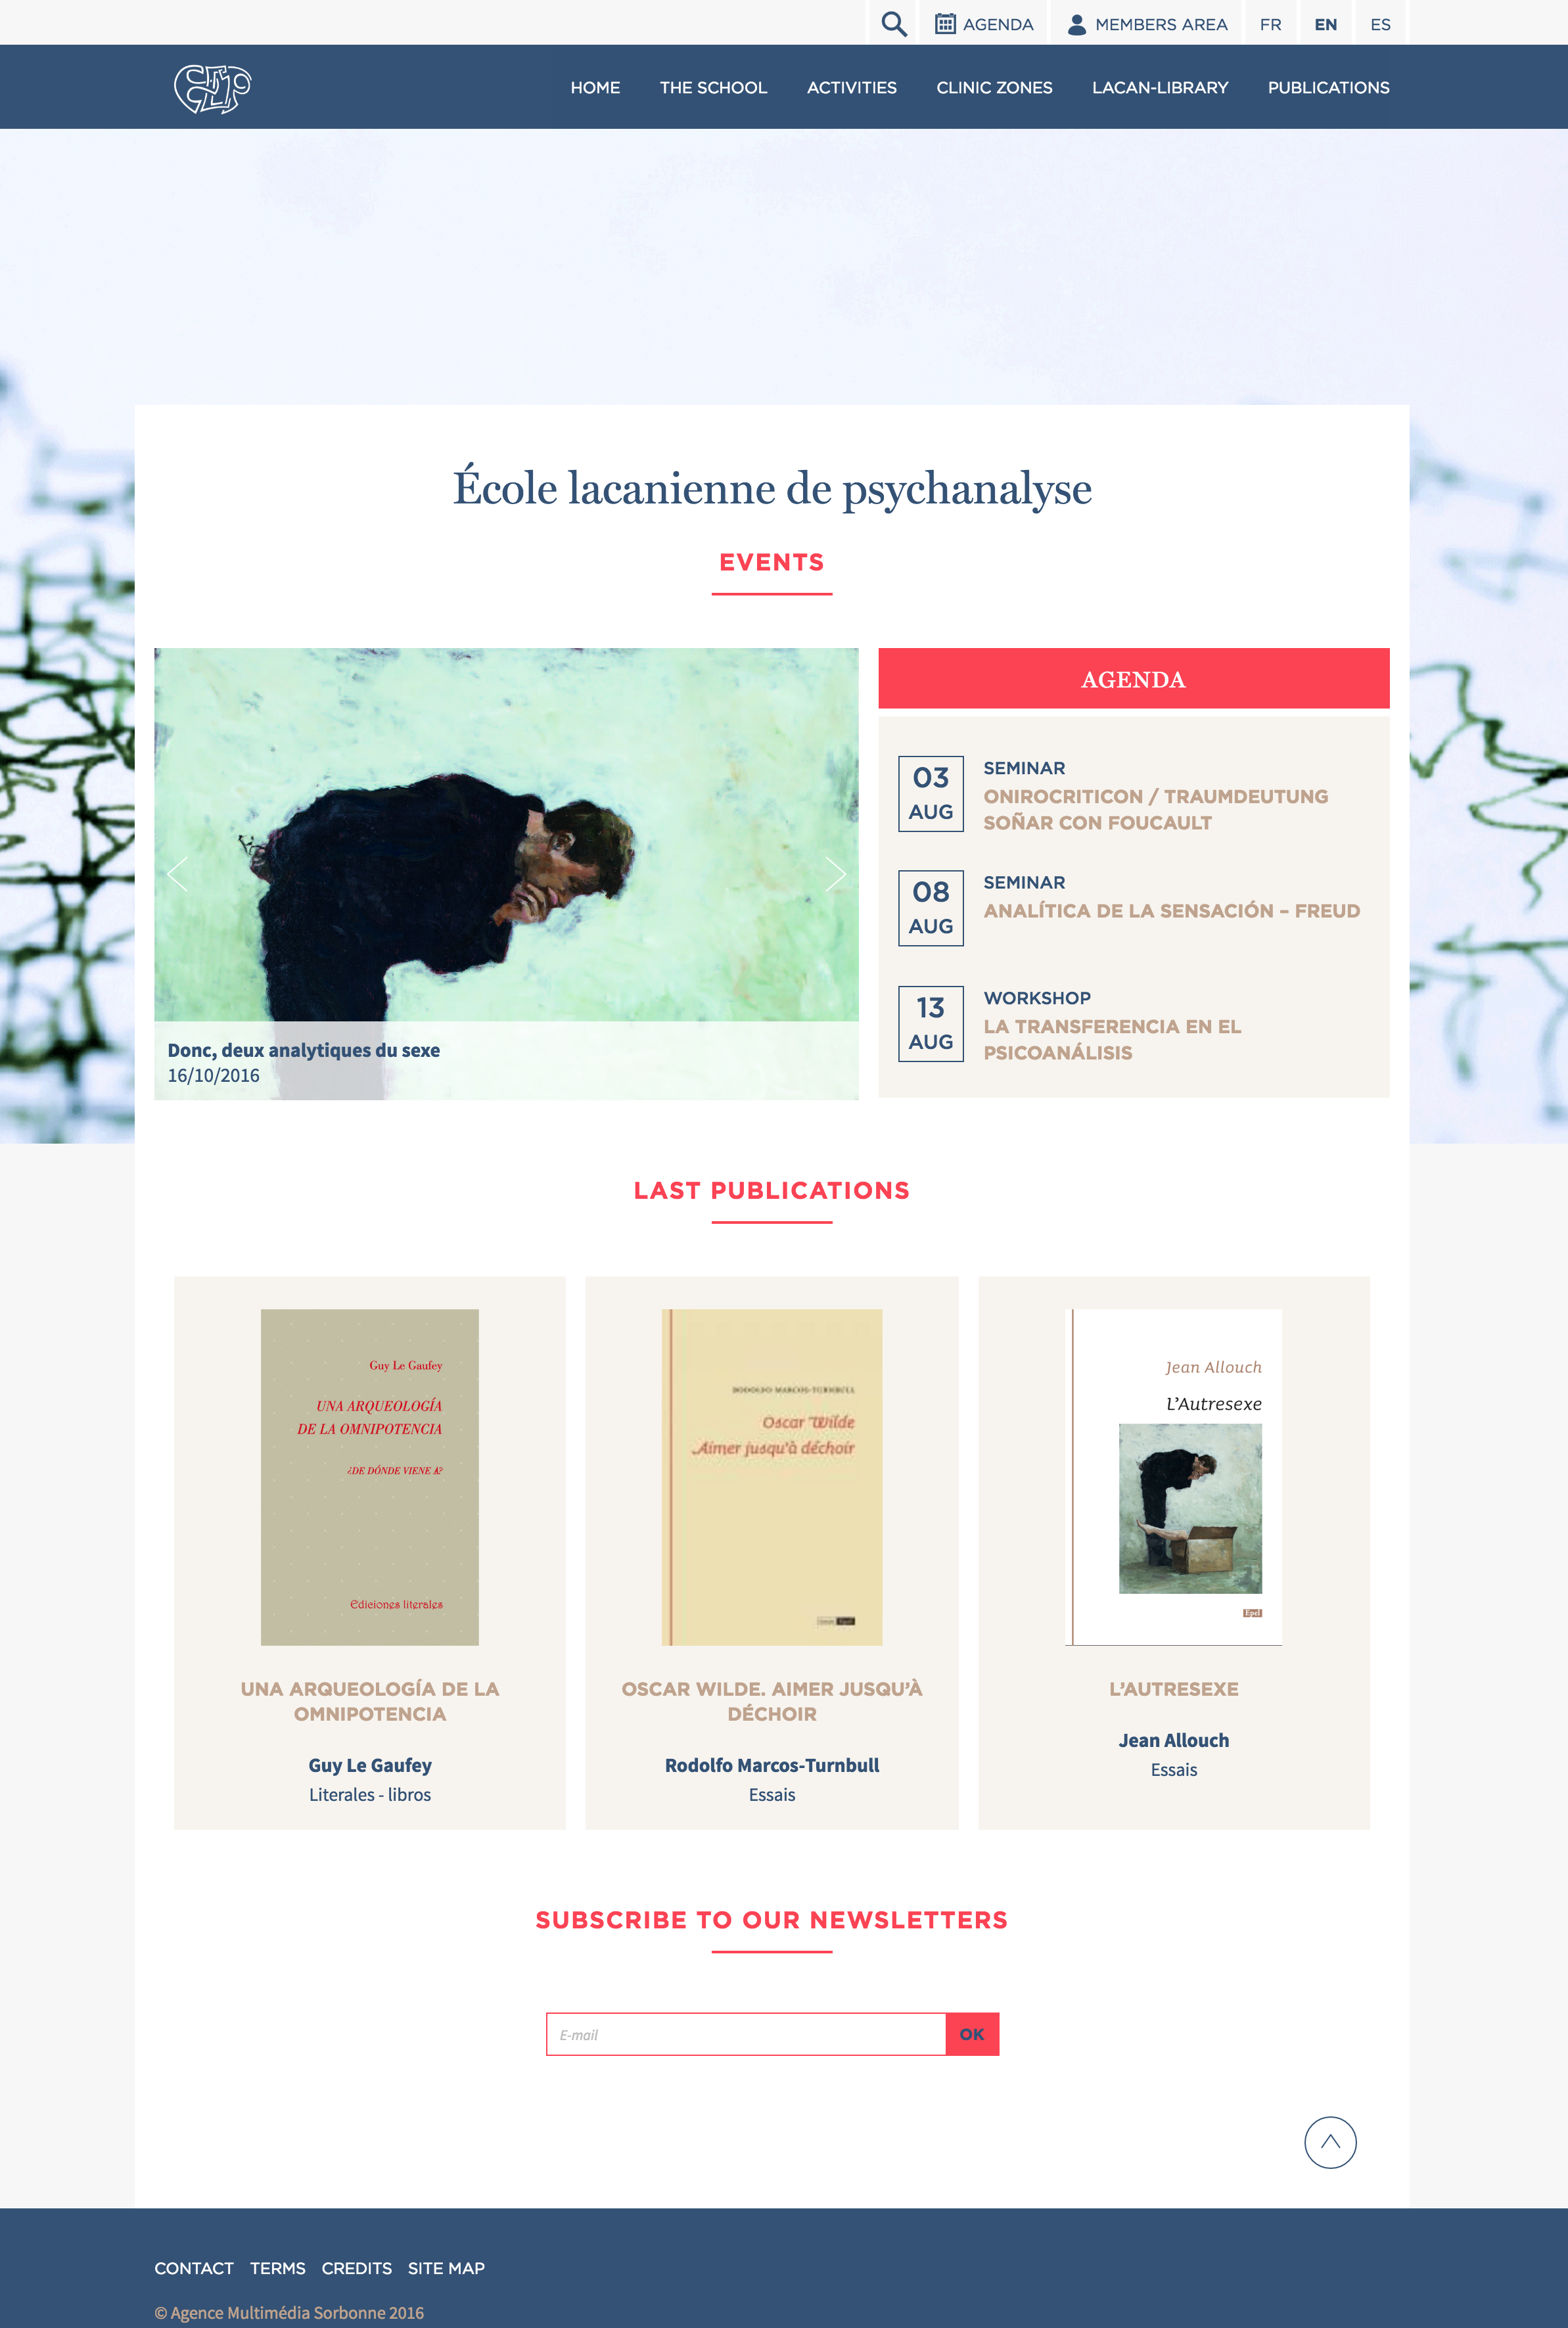 AGENDA
MEMBERS AREA
FR
EN
ES
HOME
THE SCHOOL
ACTIVITIES
CLINIC ZONES
LACAN-LIBRARY
PUBLICATIONS
École lacanienne de psychanalyse
EVENTS
Donc, deux analytiques du sexe
16/10/2016
AGENDA
03
AUG
SEMINAR
ONIROCRITICON / TRAUMDEUTUNG
SOÑAR CON FOUCAULT
08
AUG
SEMINAR
ANALÍTICA DE LA SENSACIÓN – FREUD
13
AUG
WORKSHOP
LA TRANSFERENCIA EN EL
PSICOANÁLISIS
LAST PUBLICATIONS
Guy Le Gaufey
UNA ARQUEOLOGÍA
DE LA OMNIPOTENCIA
¿DE DÓNDE VIENE A?
Ediciones literales
UNA ARQUEOLOGÍA DE LA
OMNIPOTENCIA
Guy Le Gaufey
Literales - libros
RODOLFO MARCOS-TURNBULL
Oscar Wilde
Aimer jusqu'à déchoir
Epel
OSCAR WILDE. AIMER JUSQU’À
DÉCHOIR
Rodolfo Marcos-Turnbull
Essais
Jean Allouch
L’Autresexe
Epel
L’AUTRESEXE
Jean Allouch
Essais
SUBSCRIBE TO OUR NEWSLETTERS
E-mail
OK
CONTACT
TERMS
CREDITS
SITE MAP
© Agence Multimédia Sorbonne 2016